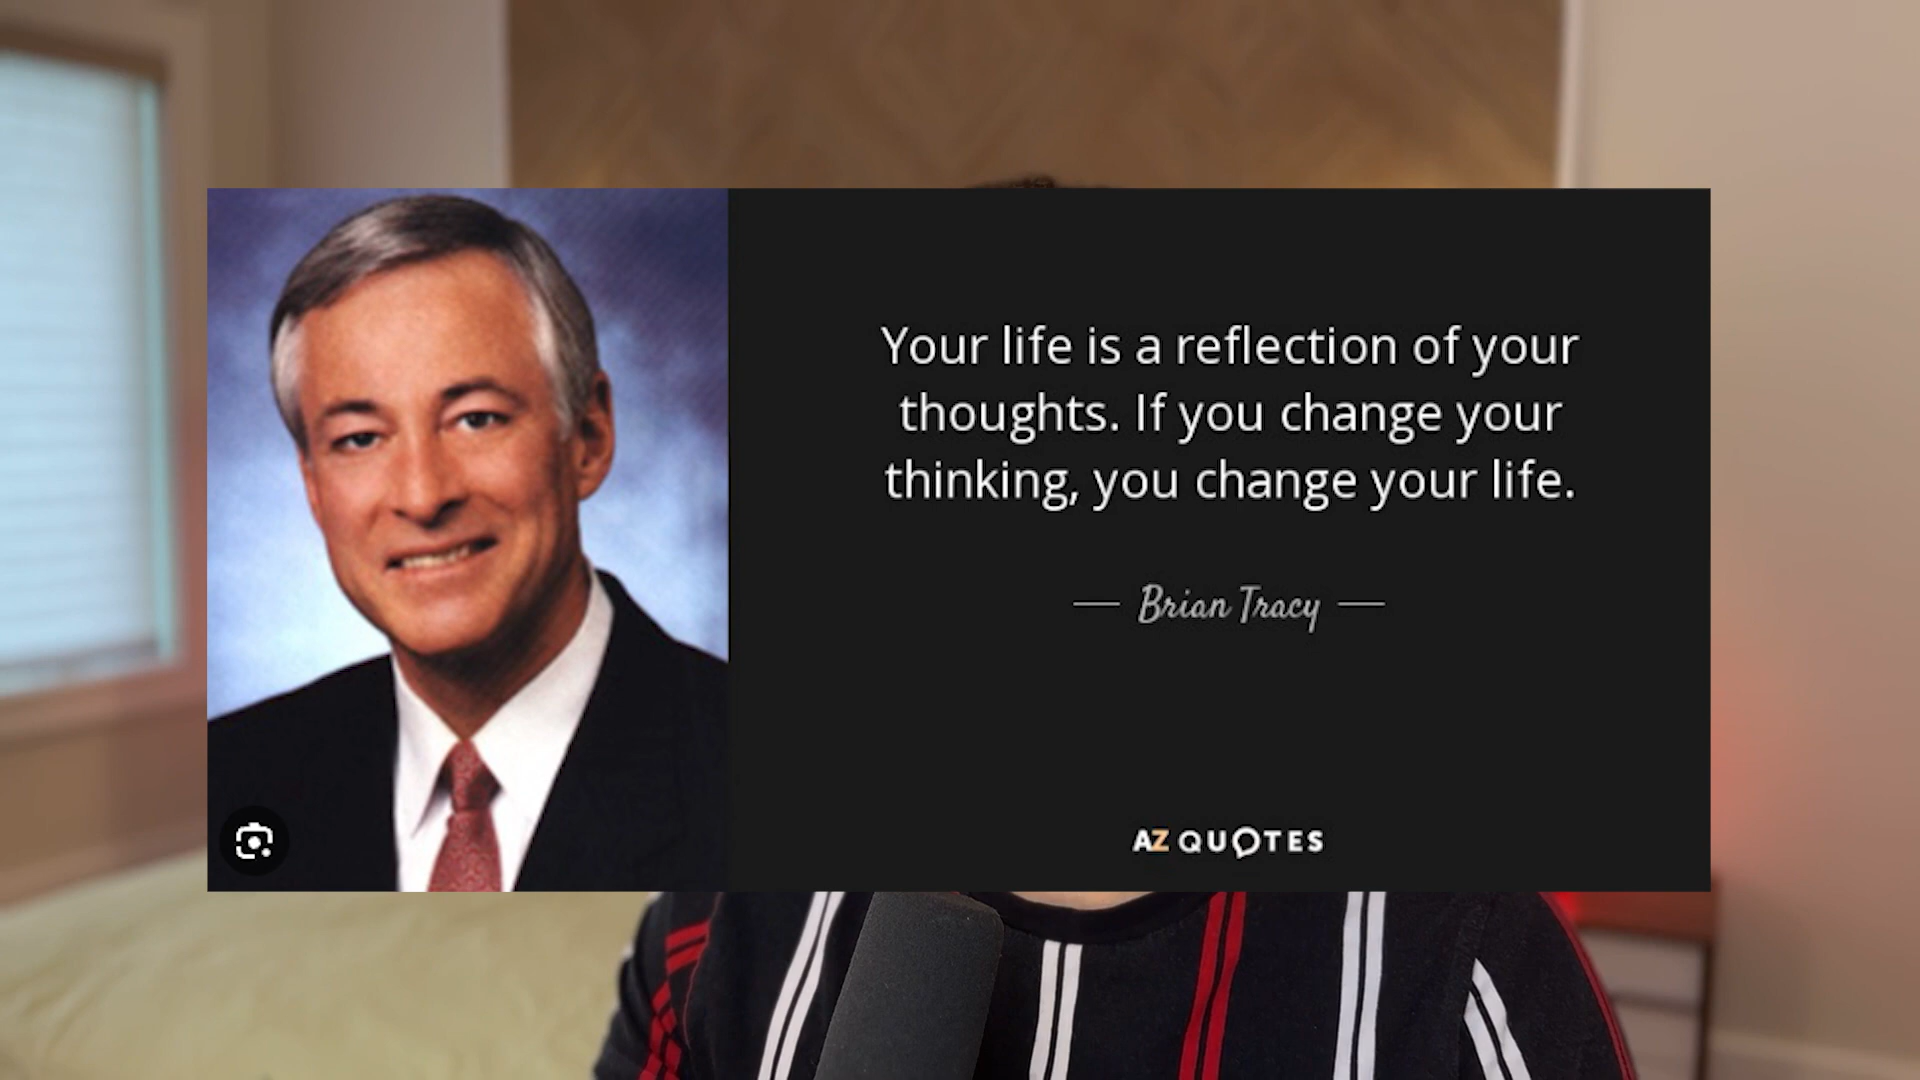 Your life is a reflection of your
thoughts. If you change your
thinking, you change your life.
Brian Tracy
AZ QUOTES